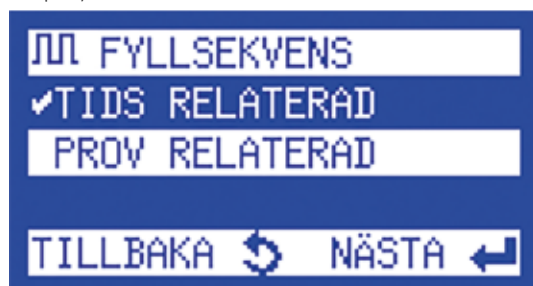 FYLLSEKVENS
TIDS RELATERAD
PROV RELATERAD
TILLBAKA NÄSTA